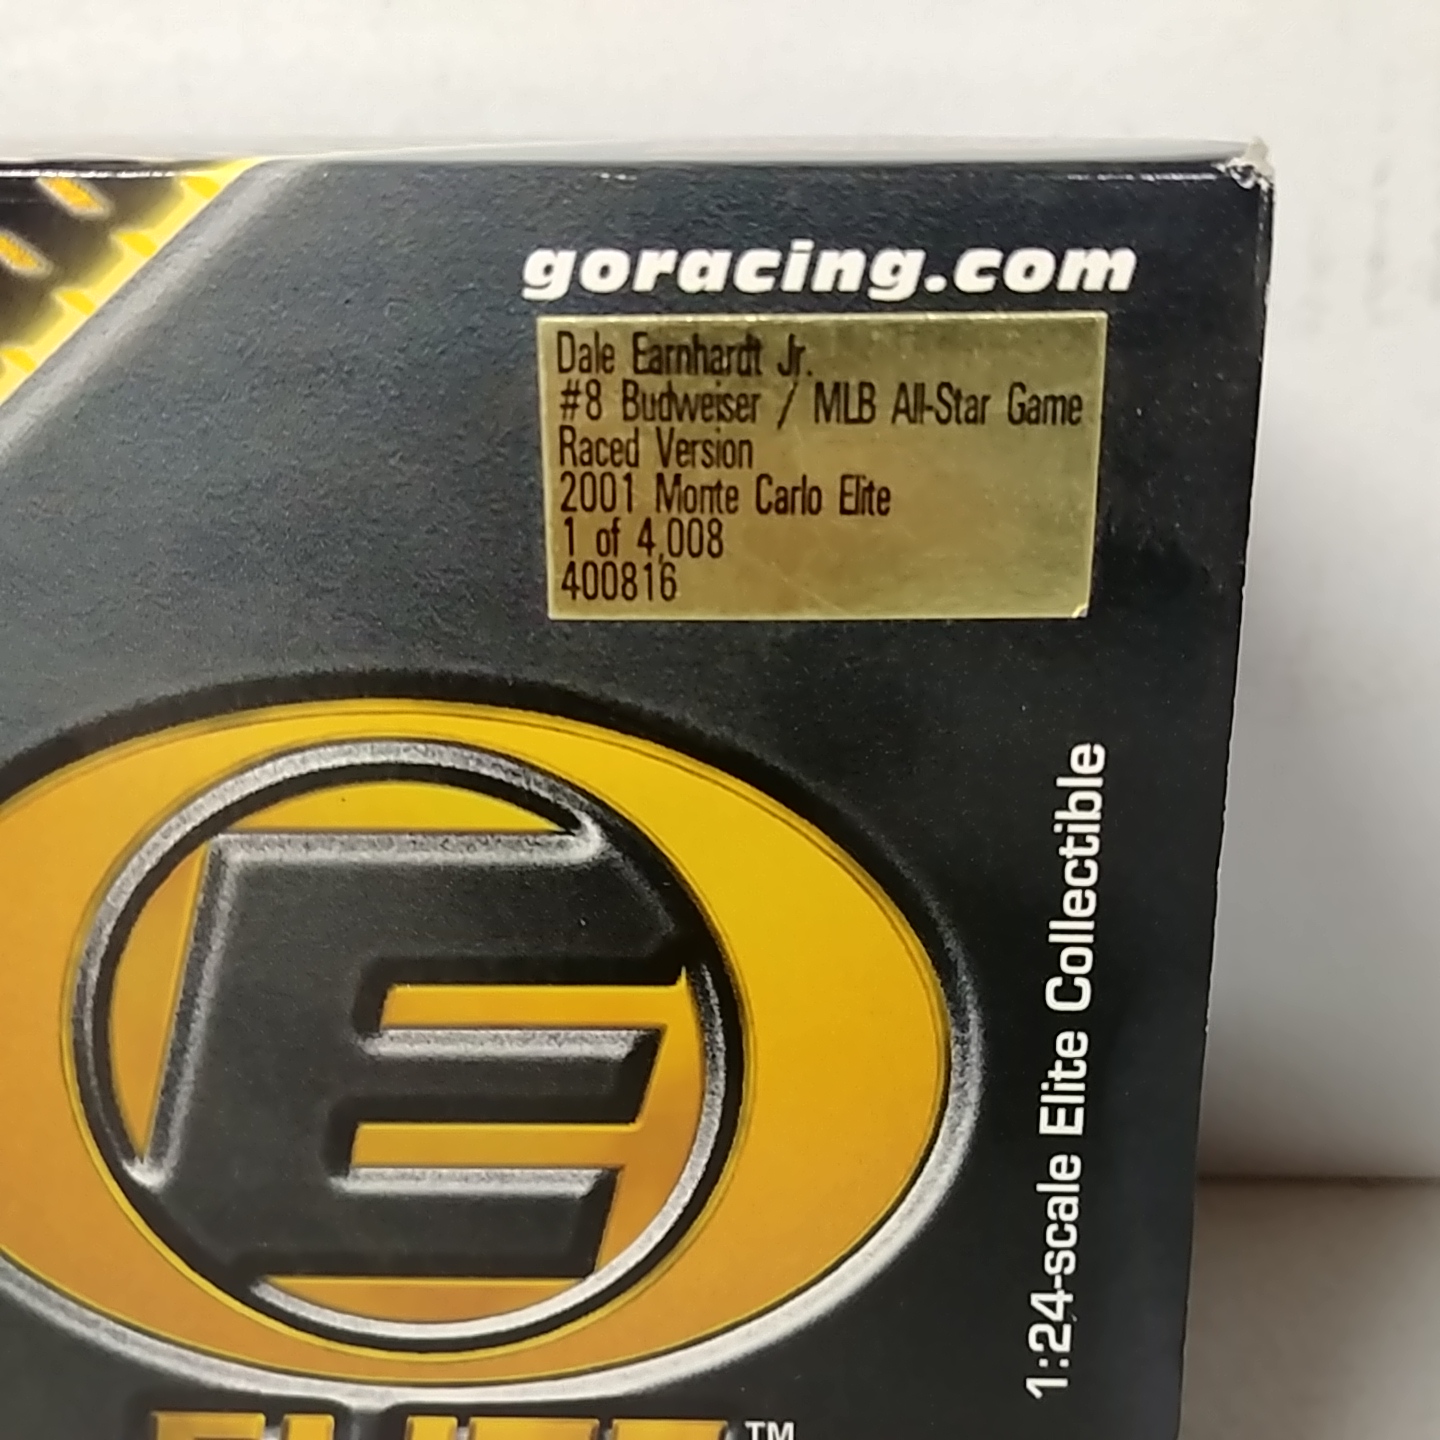 goracing.com
Dale Earnhardt Jr.
#8 Budweiser / MLB All-Star Game
Raced Version
2001 Monte Carlo Elite
1 of 4,008
400816
1:24-scale Elite Collectible
E
ELITE™